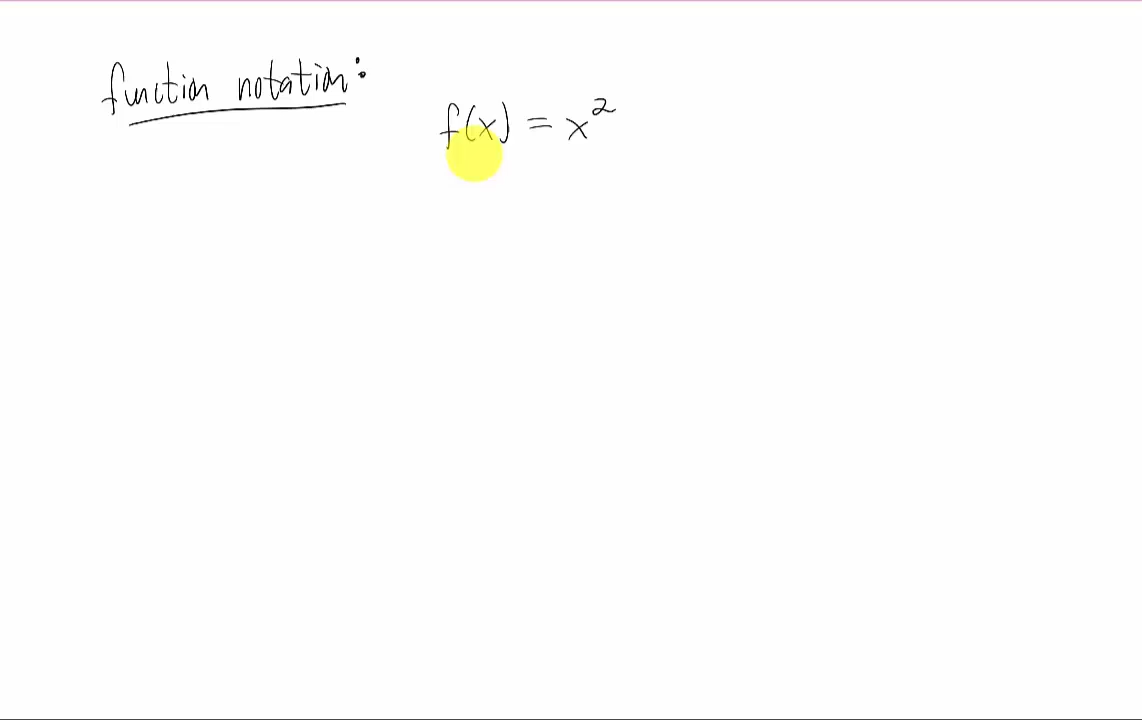 function notation:
f(x) = x²